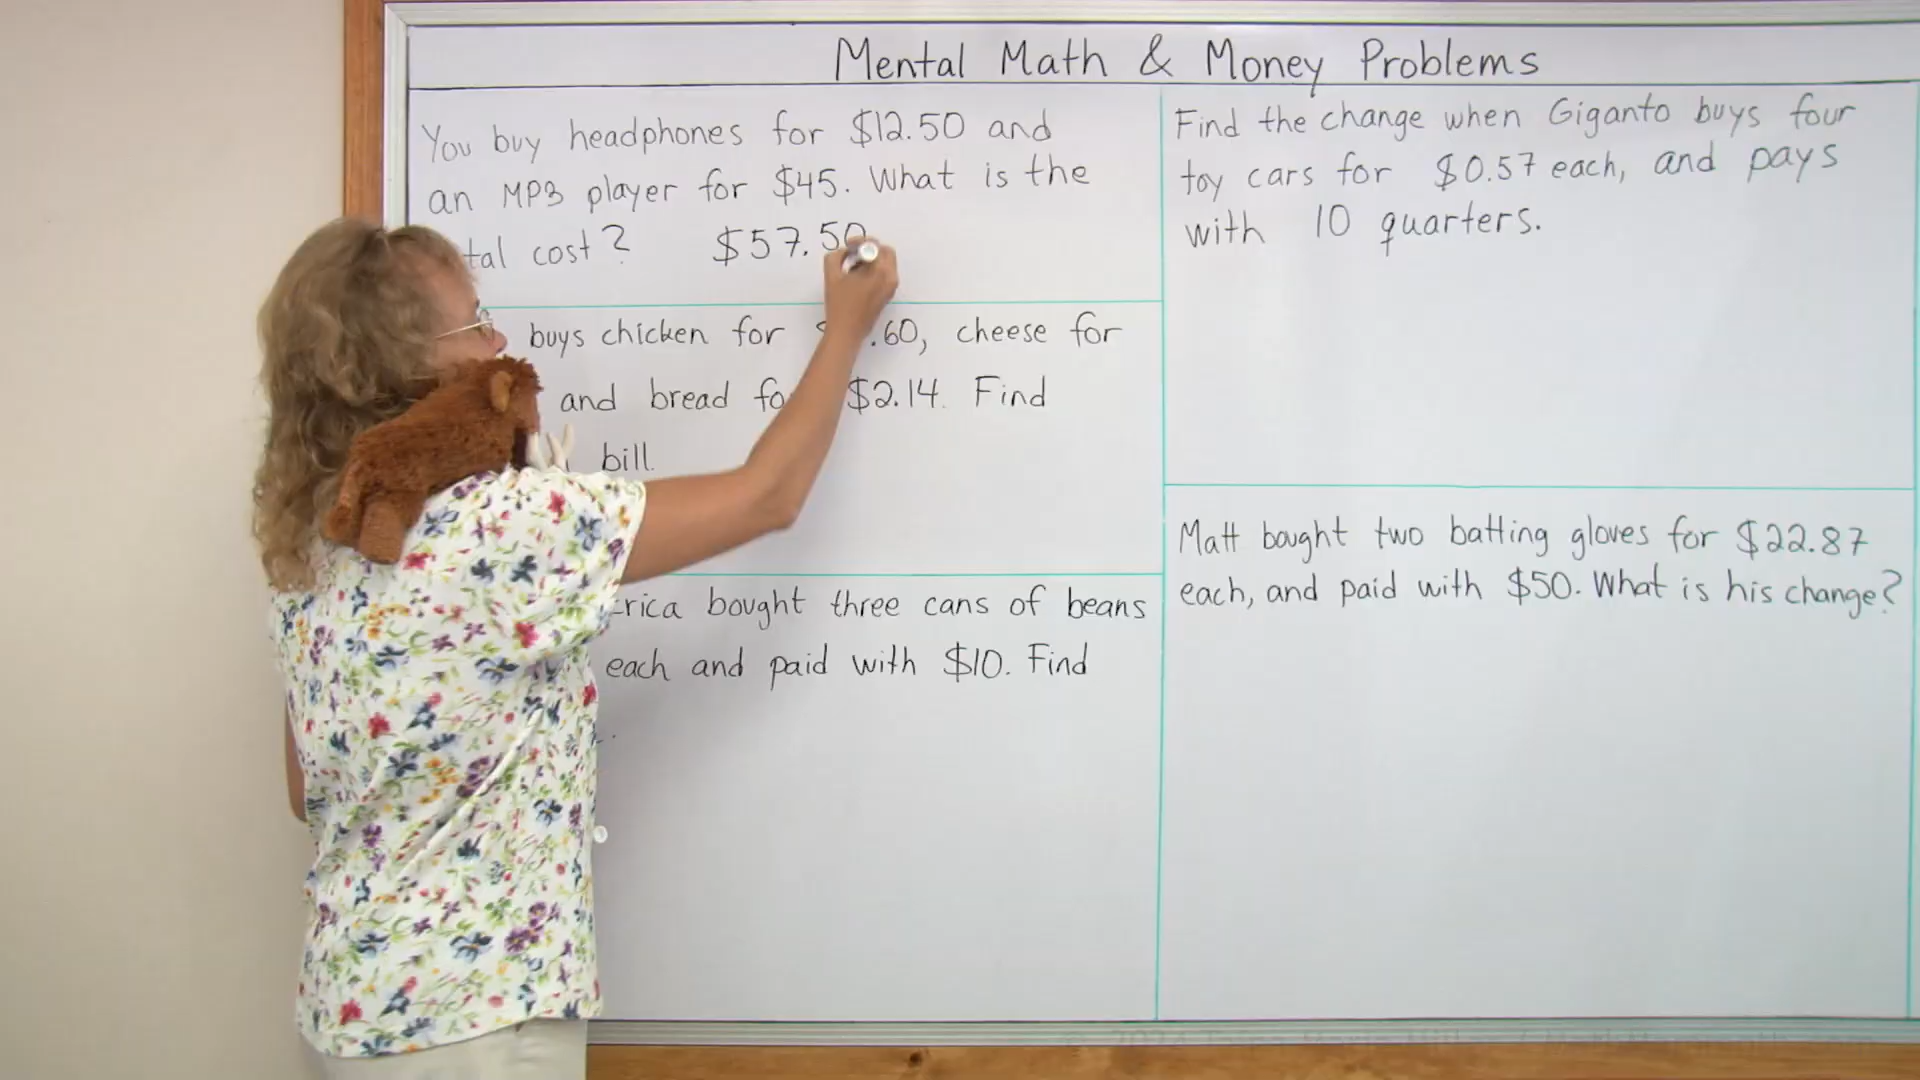 Mental Math & Money Problems
You buy headphones for $12.50 and
an MP3 player for $45. What is the
cost? $57.50
buys chicken for .60, cheese for
and bread $2.14. Find
bill.
bought three cans of beans
each and paid with $10. Find
Find the change when Giganto buys four
toy cars for $0.57 each, and pays
with 10 quarters.
Matt bought two batting gloves for $22.87
each, and paid with $50. What is his change?